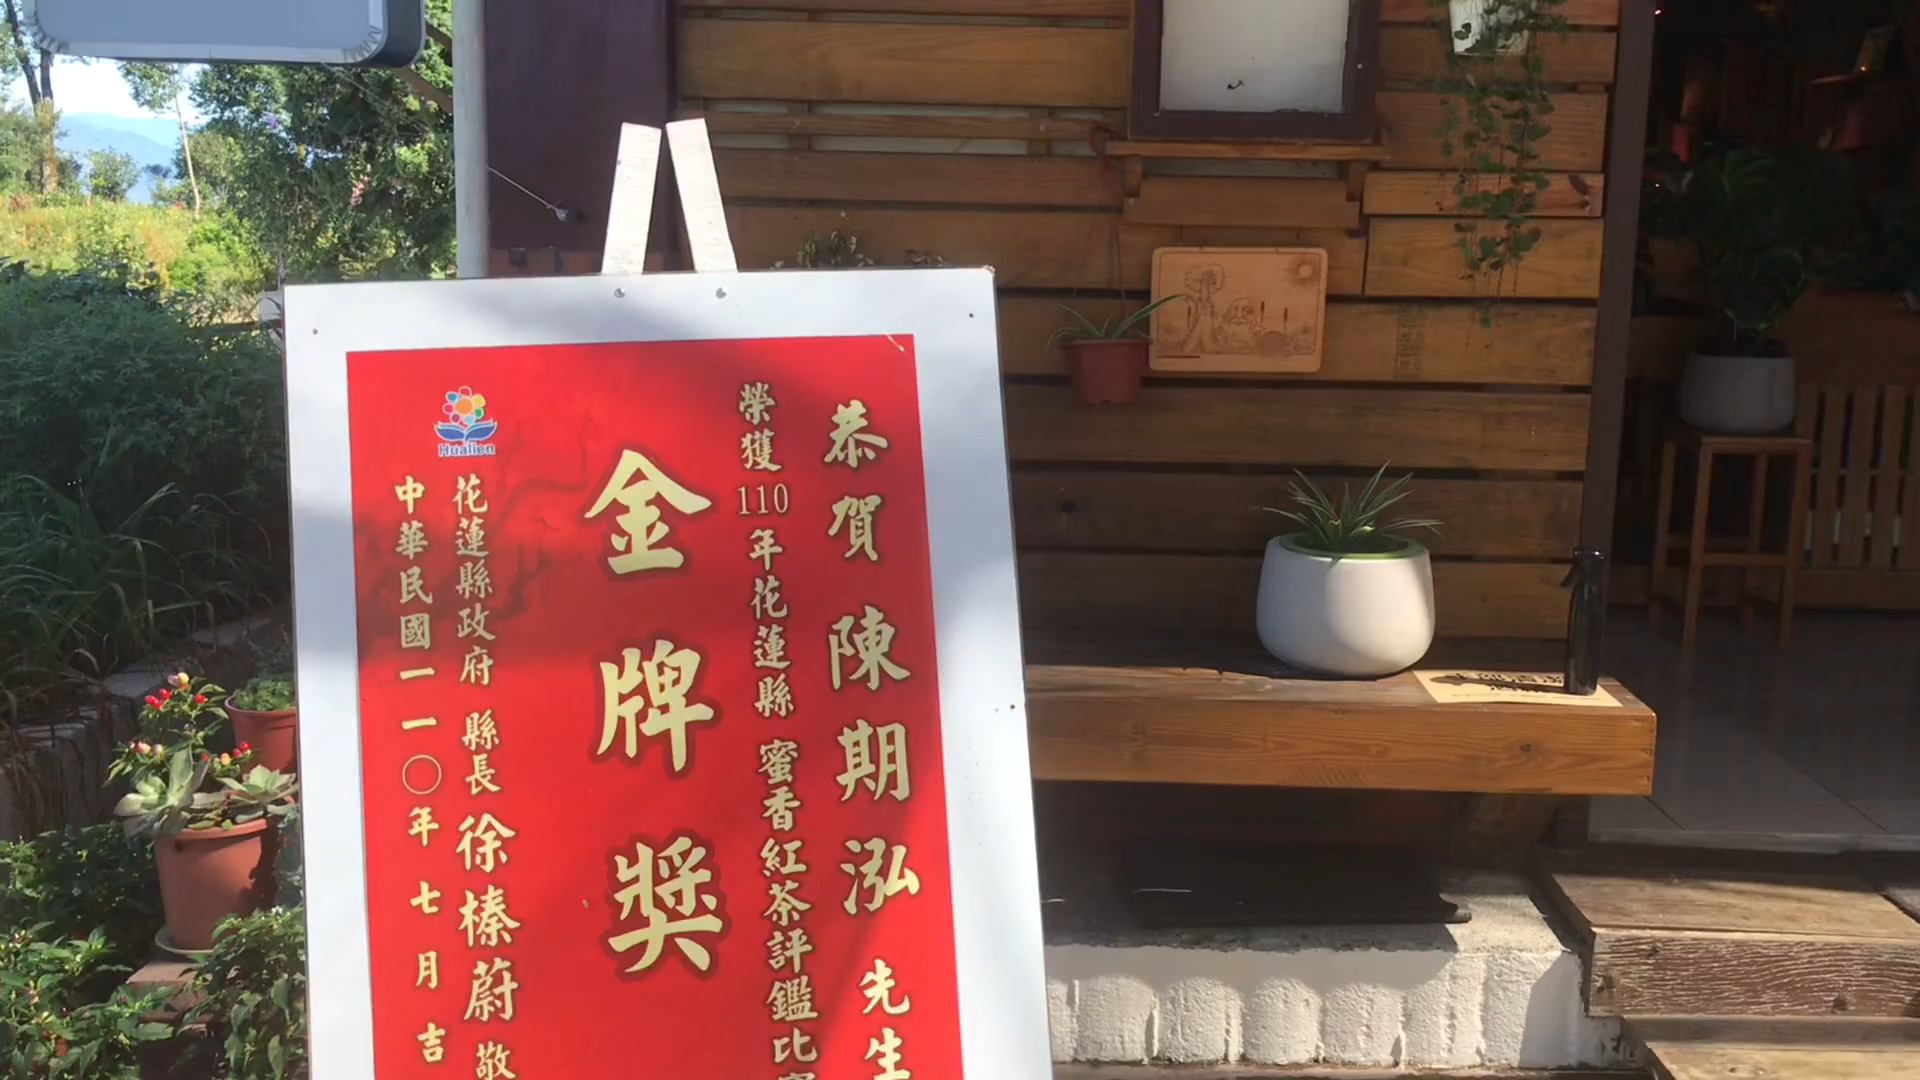 恭賀 陳期泓 先生
榮獲110年花蓮縣 蜜香紅茶評鑑比
金牌獎
Hualien
花蓮縣政府 縣長 徐榛蔚 敬
中華民國一一〇年七月吉